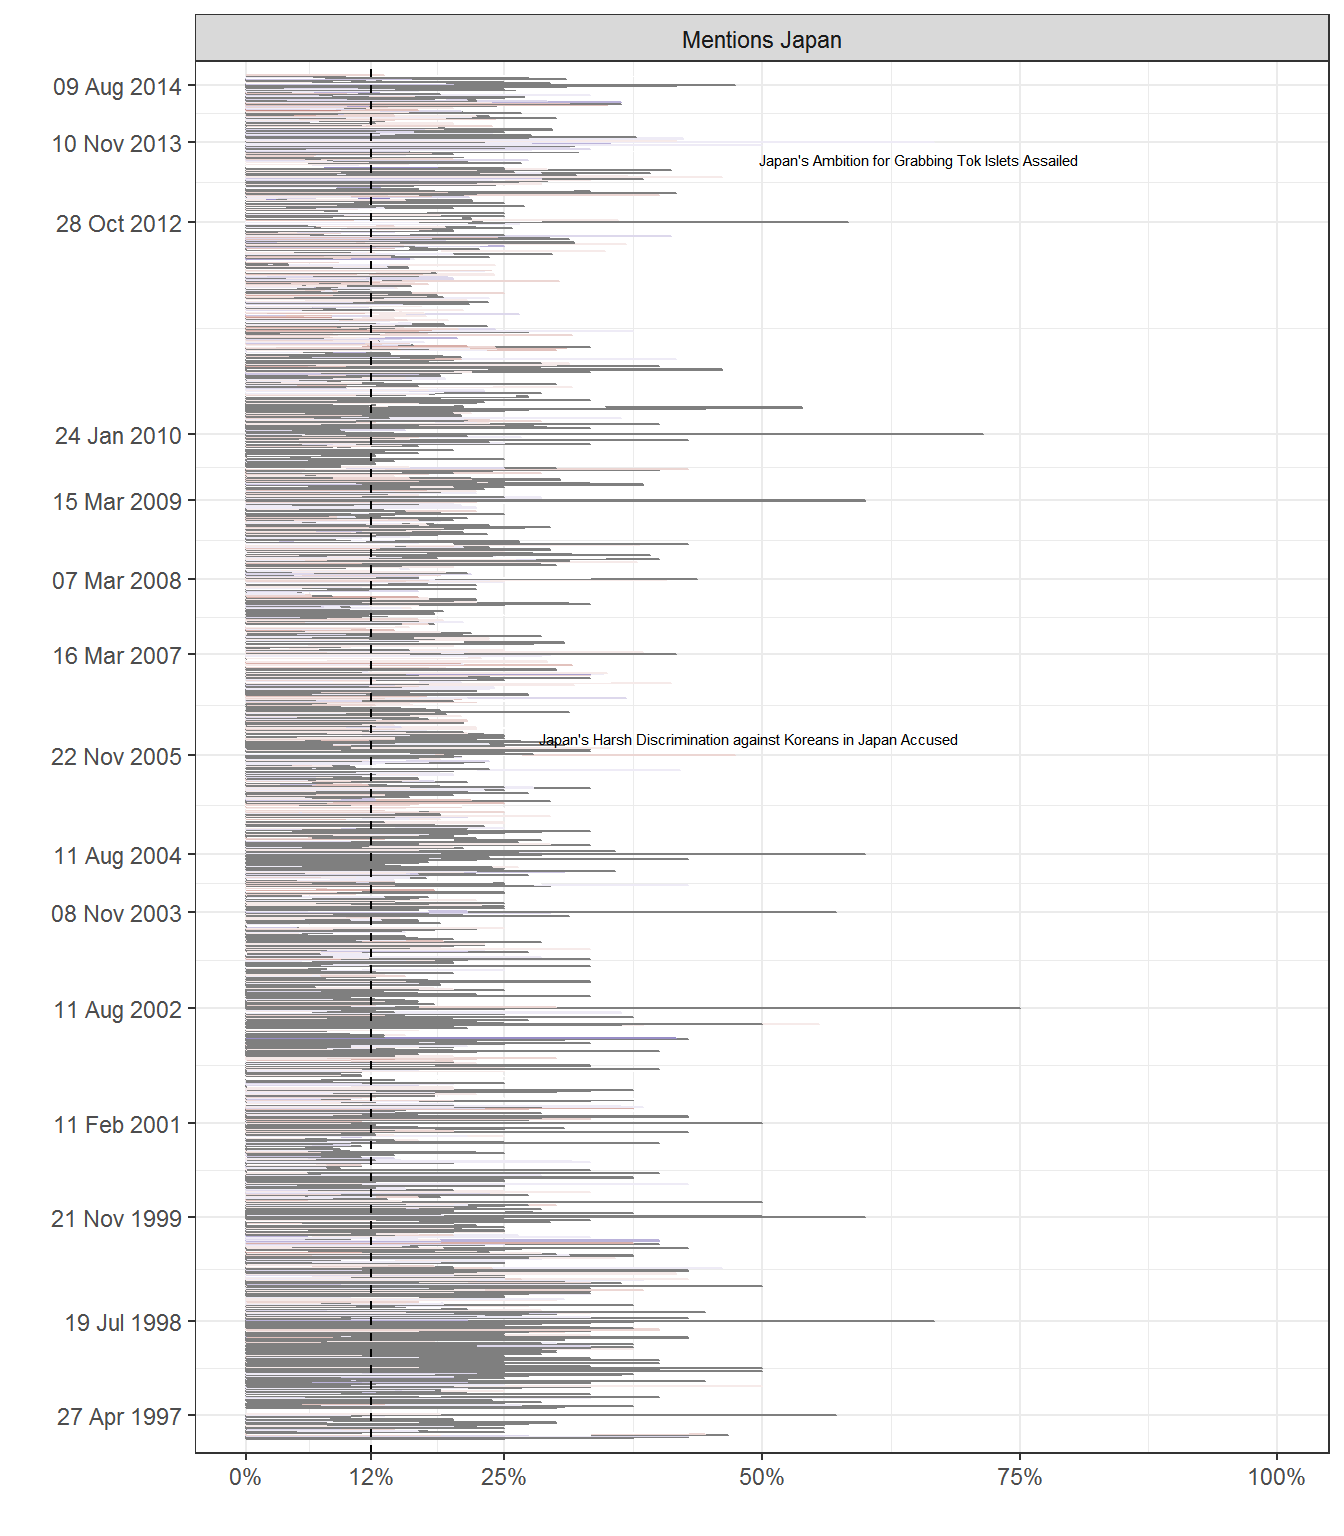 Mentions Japan
09 Aug 2014
10 Nov 2013
Japan's Ambition for Grabbing Tok Islets Assailed
28 Oct 2012
24 Jan 2010
15 Mar 2009
07 Mar 2008
16 Mar 2007
Japan's Harsh Discrimination against Koreans in Japan Accused
22 Nov 2005
11 Aug 2004
08 Nov 2003
11 Aug 2002
11 Feb 2001
21 Nov 1999
19 Jul 1998
27 Apr 1997
0% 12% 25% 50% 75% 100%